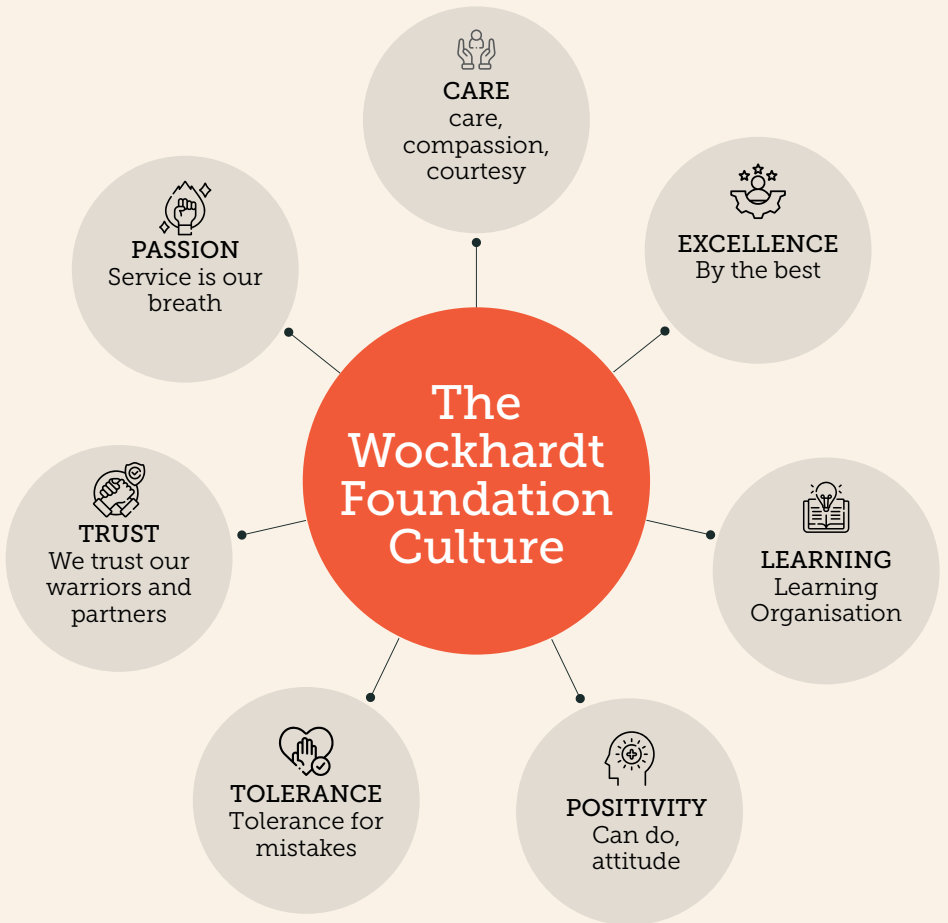 The
Wockhardt
Foundation
Culture
CARE
care,
compassion,
courtesy
EXCELLENCE
By the best
LEARNING
Learning
Organisation
POSITIVITY
Can do,
attitude
TOLERANCE
Tolerance for
mistakes
TRUST
We trust our
warriors and
partners
PASSION
Service is our
breath